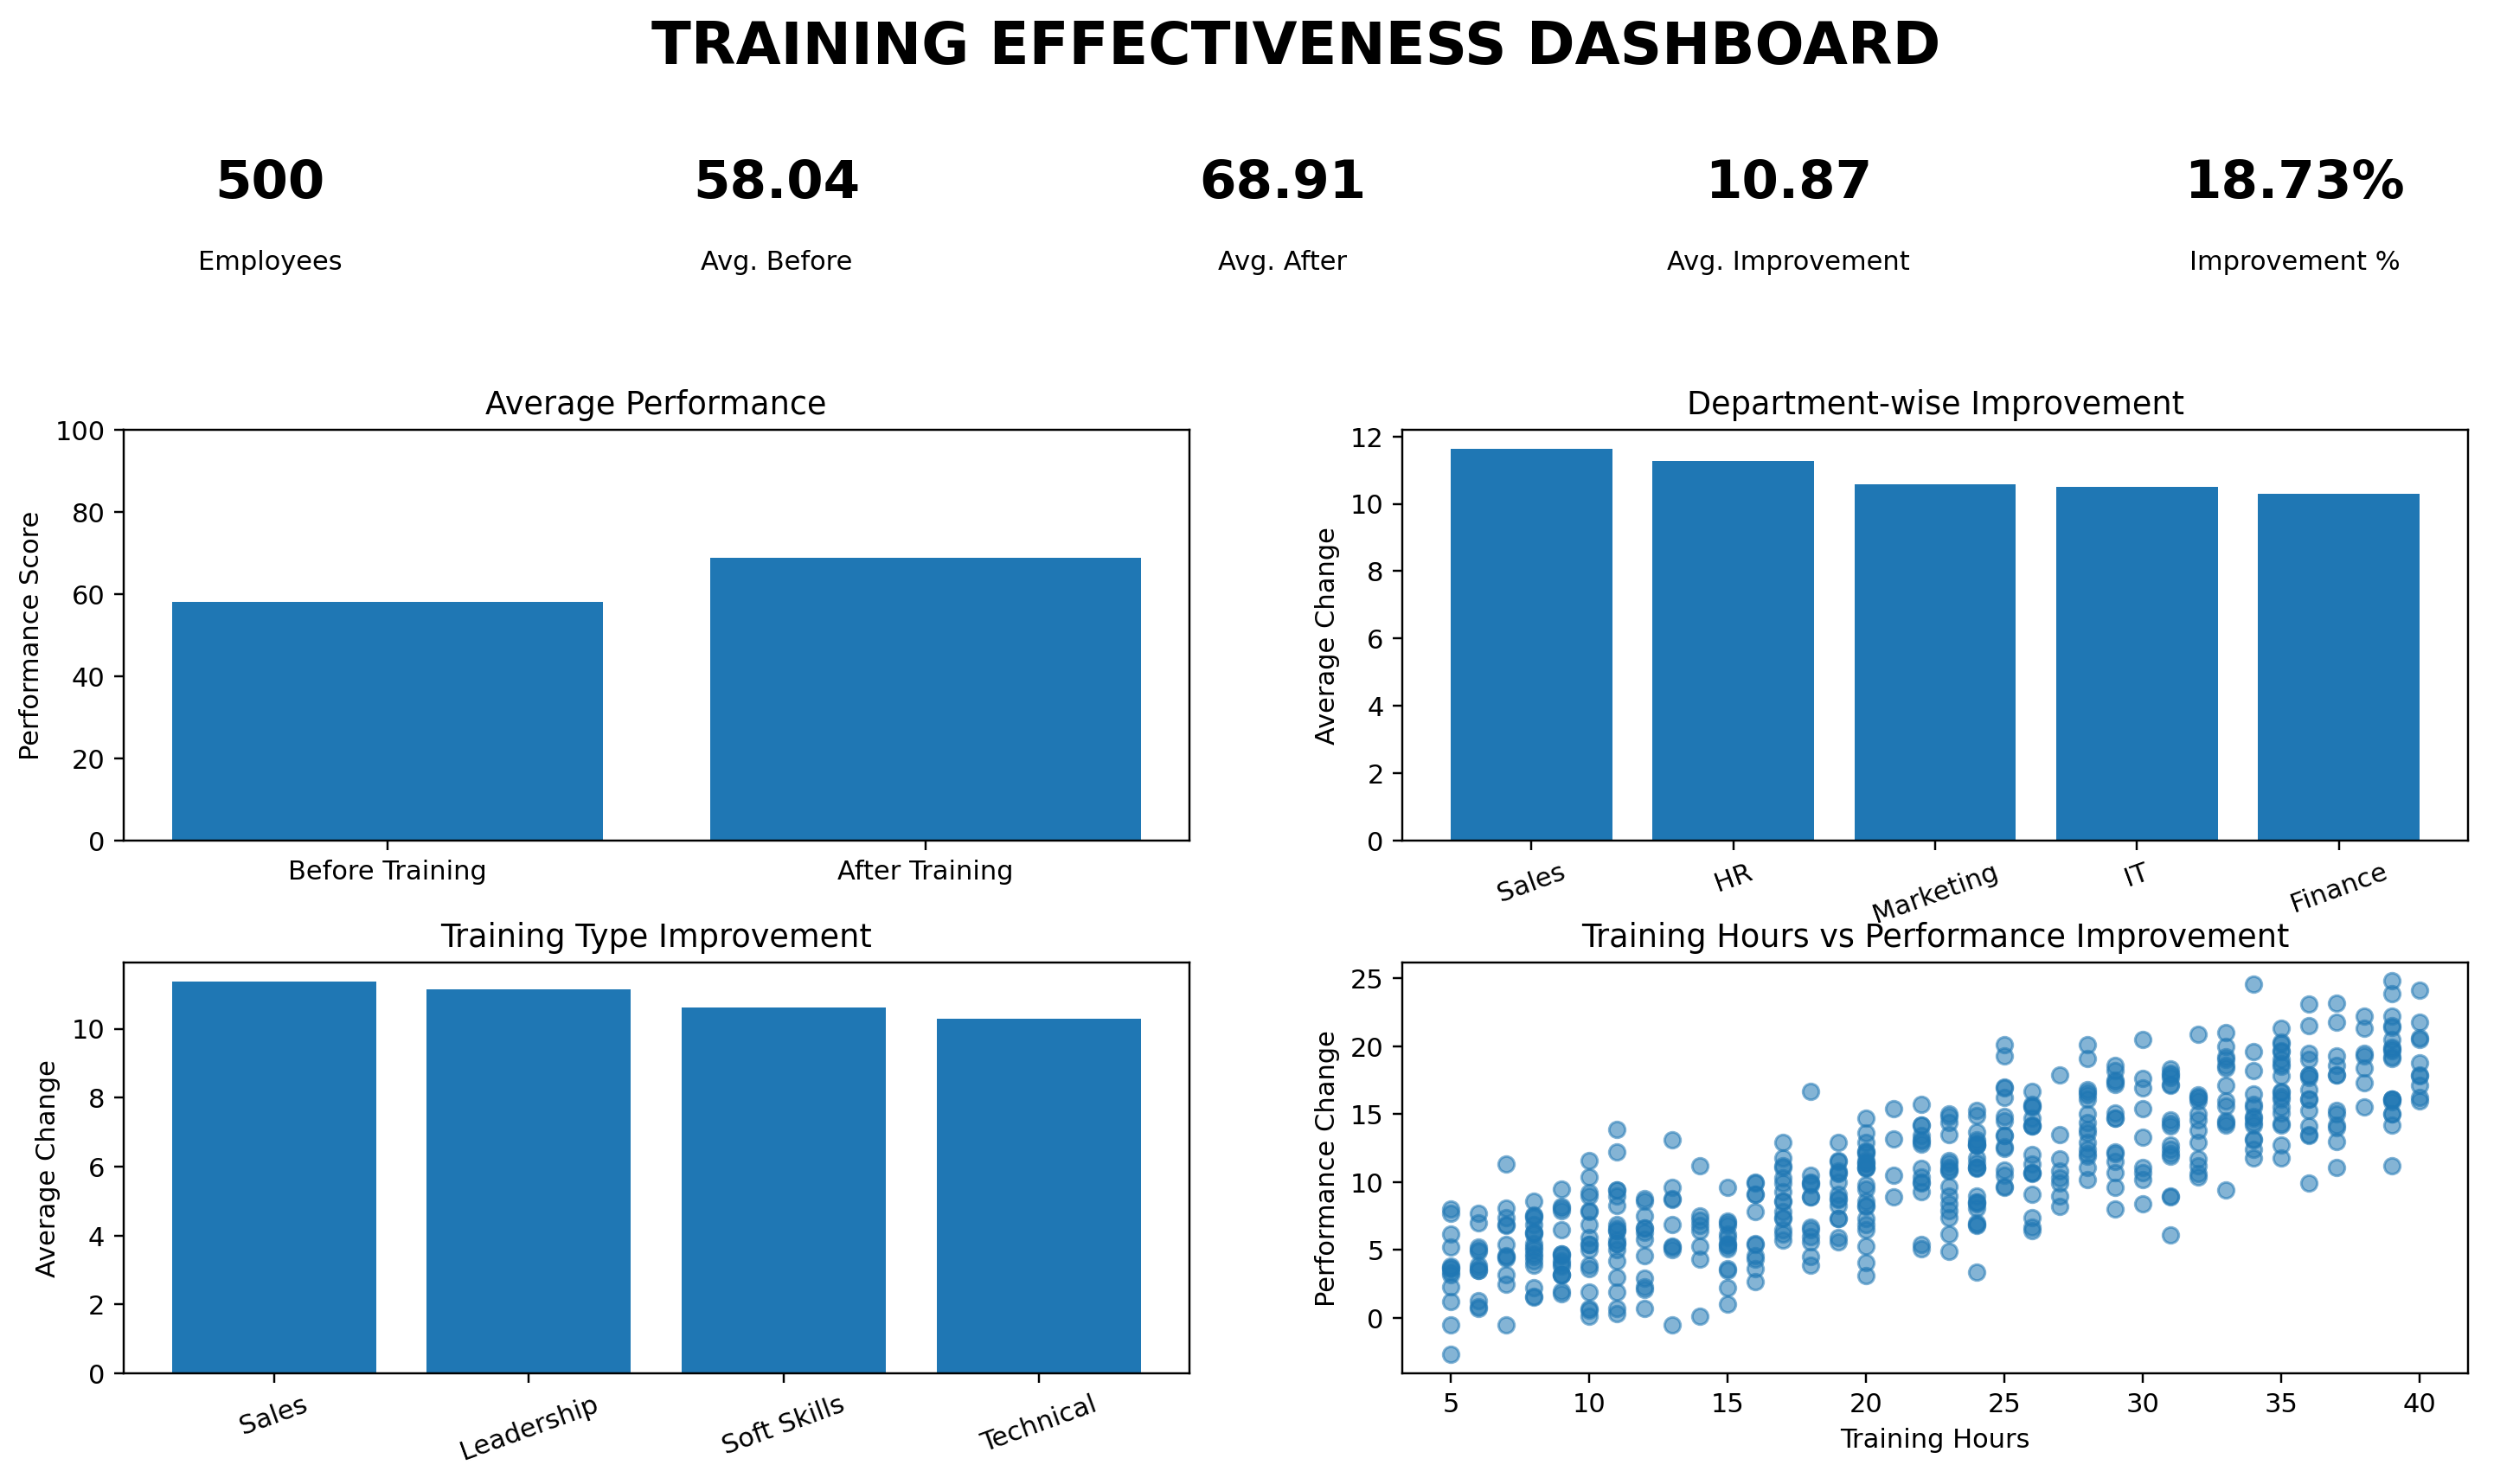 TRAINING EFFECTIVENESS DASHBOARD
500
58.04
68.91
10.87
18.73%
Employees
Avg. Before
Avg. After
Avg. Improvement
Improvement %
Average Performance
Performance Score
100
80
60
40
20
0
Before Training
After Training
Department-wise Improvement
Average Change
12
10
8
6
4
2
0
Sales
HR
Marketing
IT
Finance
Training Type Improvement
Average Change
10
8
6
4
2
0
Sales
Leadership
Soft Skills
Technical
Training Hours vs Performance Improvement
Performance Change
25
20
15
10
5
0
5
10
15
20
25
30
35
40
Training Hours